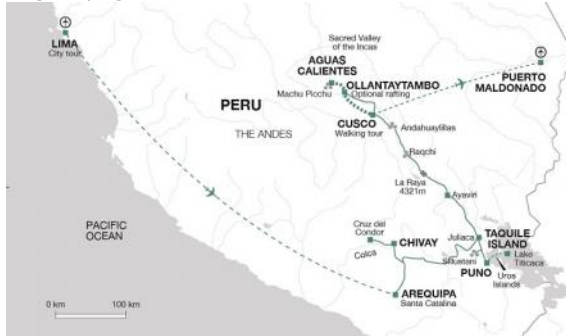 LIMA
City tour
Sacred Valley
of the Incas
AGUAS
CALIENTES
OLLANTAYTAMBO
Optional rafting
Machu Picchu
PUERTO
MALDONADO
PERU
CUSCO
Walking tour
THE ANDES
Andahuaylillas
Raqchi
La Raya
4321m
Ayaviri
PACIFIC
OCEAN
Cruz del
Condor
CHIVAY
Colca
Juliaca
TAQUILE
ISLAND
Sillustani
Lake
Titicaca
PUNO
Uros
Islands
AREQUIPA
Santa Catalina
0 km
100 km